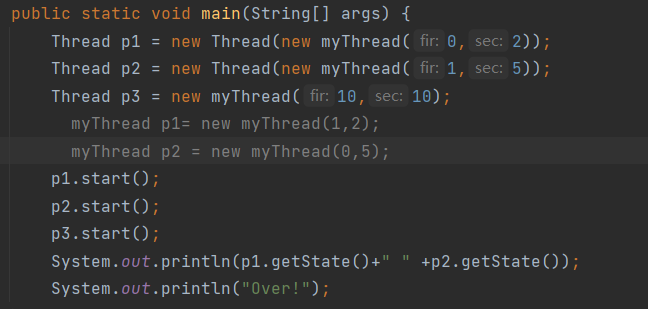 public static void main(String[] args) {
Thread p1 = new Thread(new myThread( fir: 0, sec: 2));
Thread p2 = new Thread(new myThread( fir: 1, sec: 5));
Thread p3 = new myThread( fir: 10, sec: 10);
myThread p1= new myThread(1,2);
myThread p2 = new myThread(0,5);
p1.start();
p2.start();
p3.start();
System.out.println(p1.getState()+" " +p2.getState());
System.out.println("Over!");